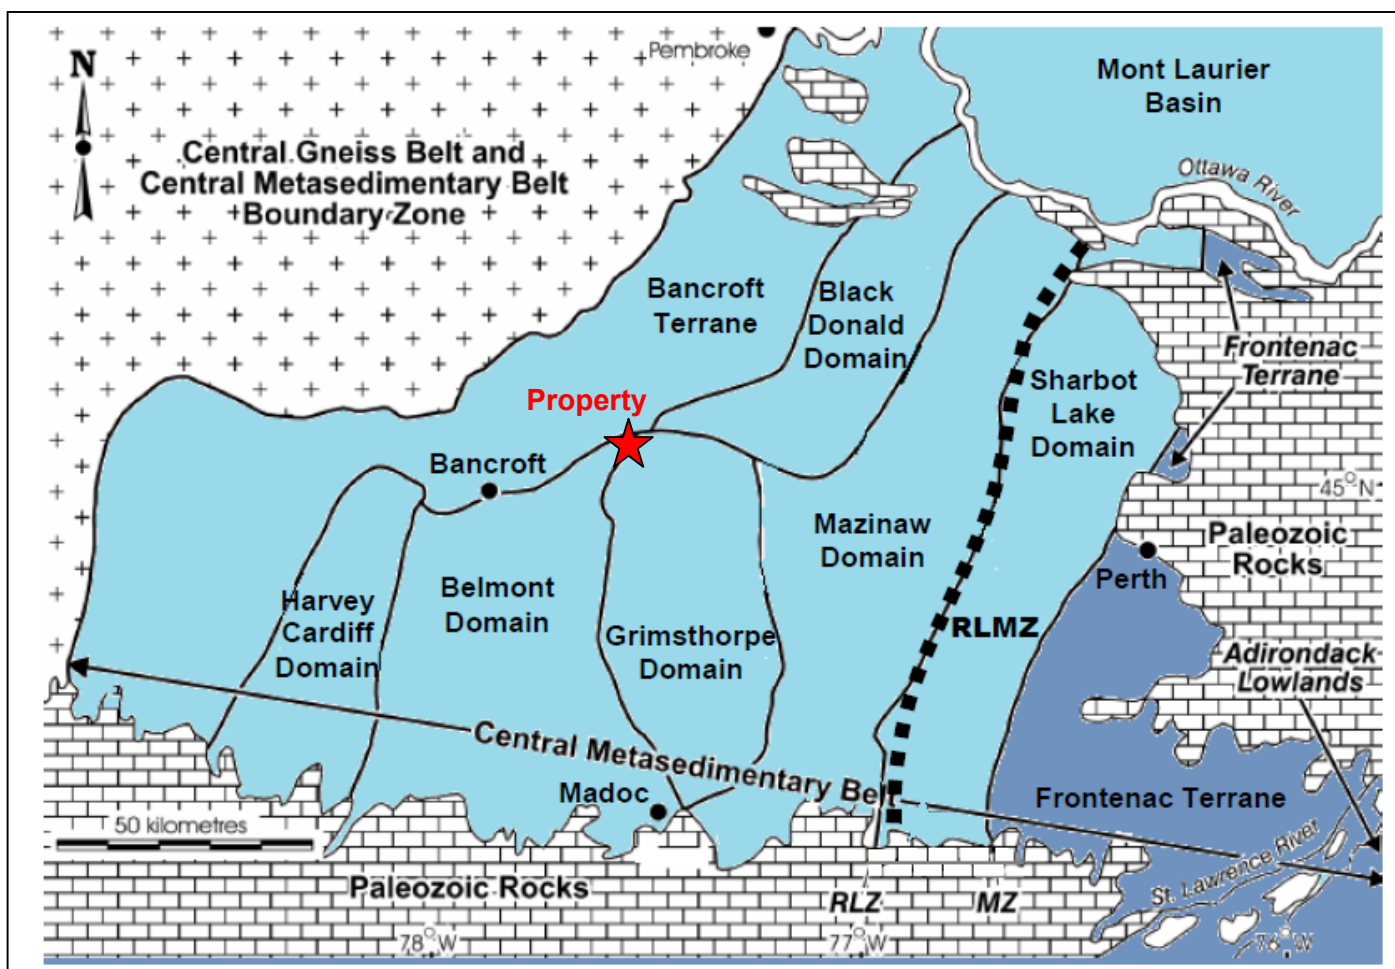 Pembroke
N
Mont Laurier
Basin
Central Gneiss Belt and
Central Metasedimentary Belt
Boundary Zone
Ottawa River
Bancroft
Terrane
Black
Donald
Domain
Frontenac
Terrane
Sharbot
Lake
Domain
Property
Bancroft
45°N
Mazinaw
Domain
Paleozoic
Rocks
Perth
Harvey
Cardiff
Domain
Belmont
Domain
Grimsthorpe
Domain
RLMZ
Adirondack
Lowlands
Central Metasedimentary Belt
Madoc
Frontenac Terrane
50 kilometres
St. Lawrence River
Paleozoic Rocks
RLZ
MZ
78°W
77°W
76°W